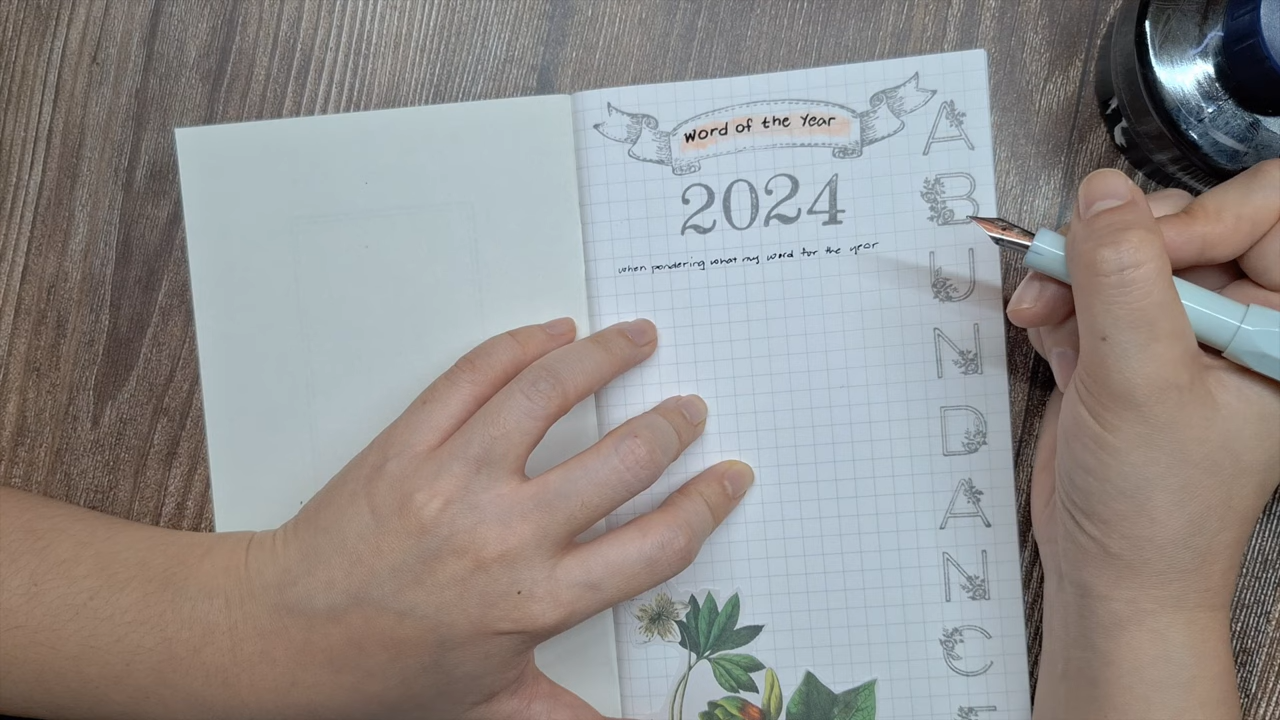 Word of the Year
2024
when pondering what my word for the year
A
B
U
N
D
A
N
C